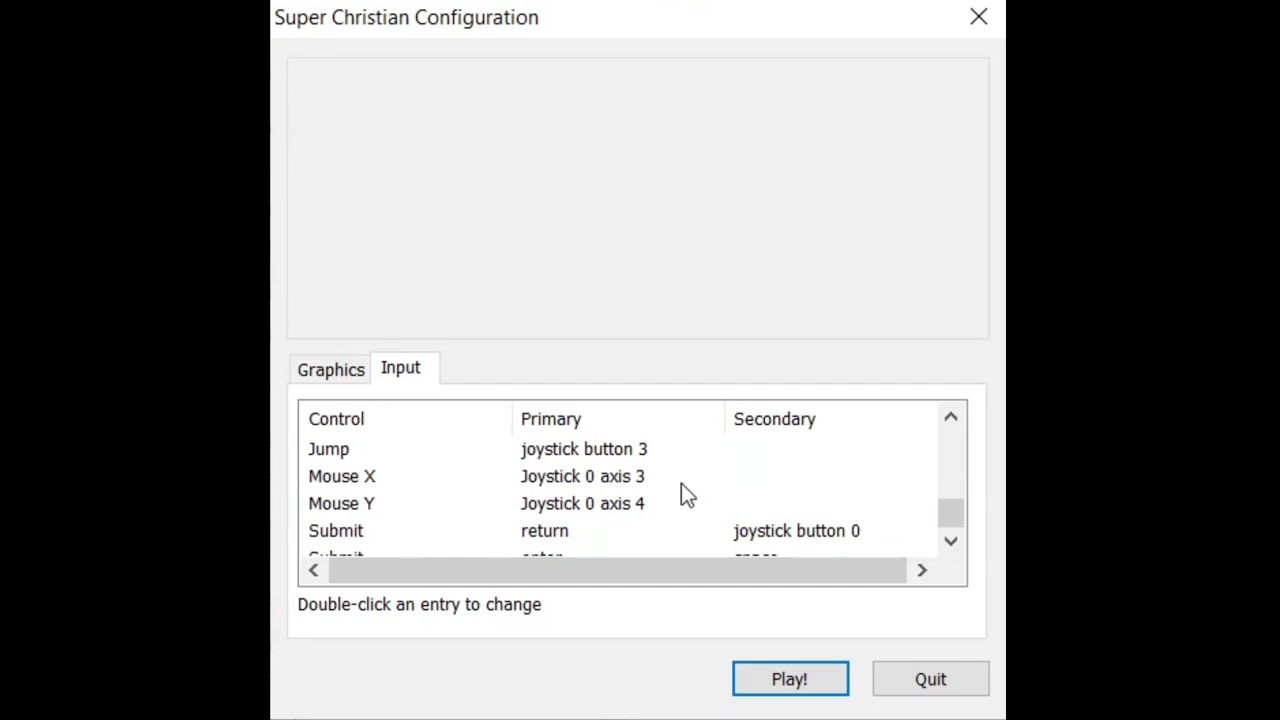 Super Christian Configuration
Graphics Input
Control Primary Secondary
Jump joystick button 3
Mouse X Joystick 0 axis 3
Mouse Y Joystick 0 axis 4
Submit return joystick button 0
Double-click an entry to change
Play! Quit